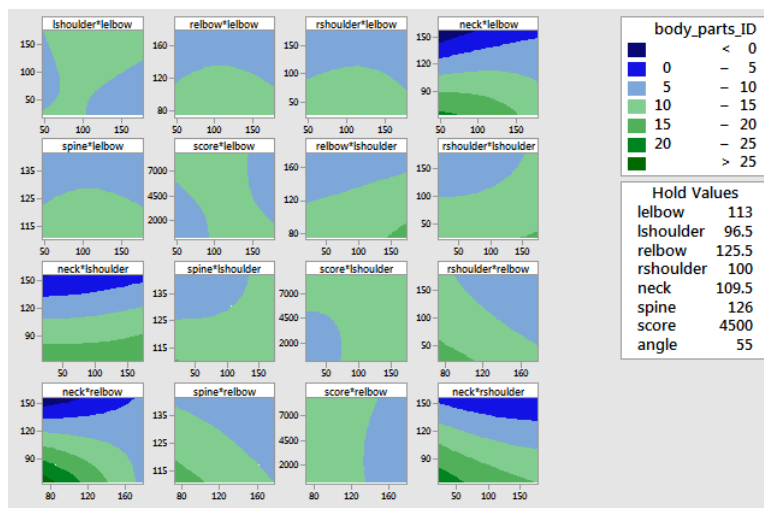 lshoulder*lelbow
relbow*lelbow
rshoulder*lelbow
neck*lelbow
150
100
50
50 100 150
160
120
80
50 100 150
150
100
50
50 100 150
150
120
90
50 100 150
spine*lelbow
score*lelbow
relbow*lshoulder
rshoulder*lshoulder
135
125
115
50 100 150
7000
4500
2000
50 100 150
160
120
80
50 100 150
150
100
50
50 100 150
neck*lshoulder
spine*lshoulder
score*lshoulder
rshoulder*relbow
150
120
90
50 100 150
135
125
115
50 100 150
7000
4500
2000
50 100 150
150
100
50
80 120 160
neck*relbow
spine*relbow
score*relbow
neck*rshoulder
150
120
90
80 120 160
135
125
115
80 120 160
7000
4500
2000
80 120 160
150
120
90
50 100 150
body_parts_ID
< 0
0 – 5
5 – 10
10 – 15
15 – 20
20 – 25
> 25
Hold Values
lelbow 113
lshoulder 96.5
relbow 125.5
rshoulder 100
neck 109.5
spine 126
score 4500
angle 55